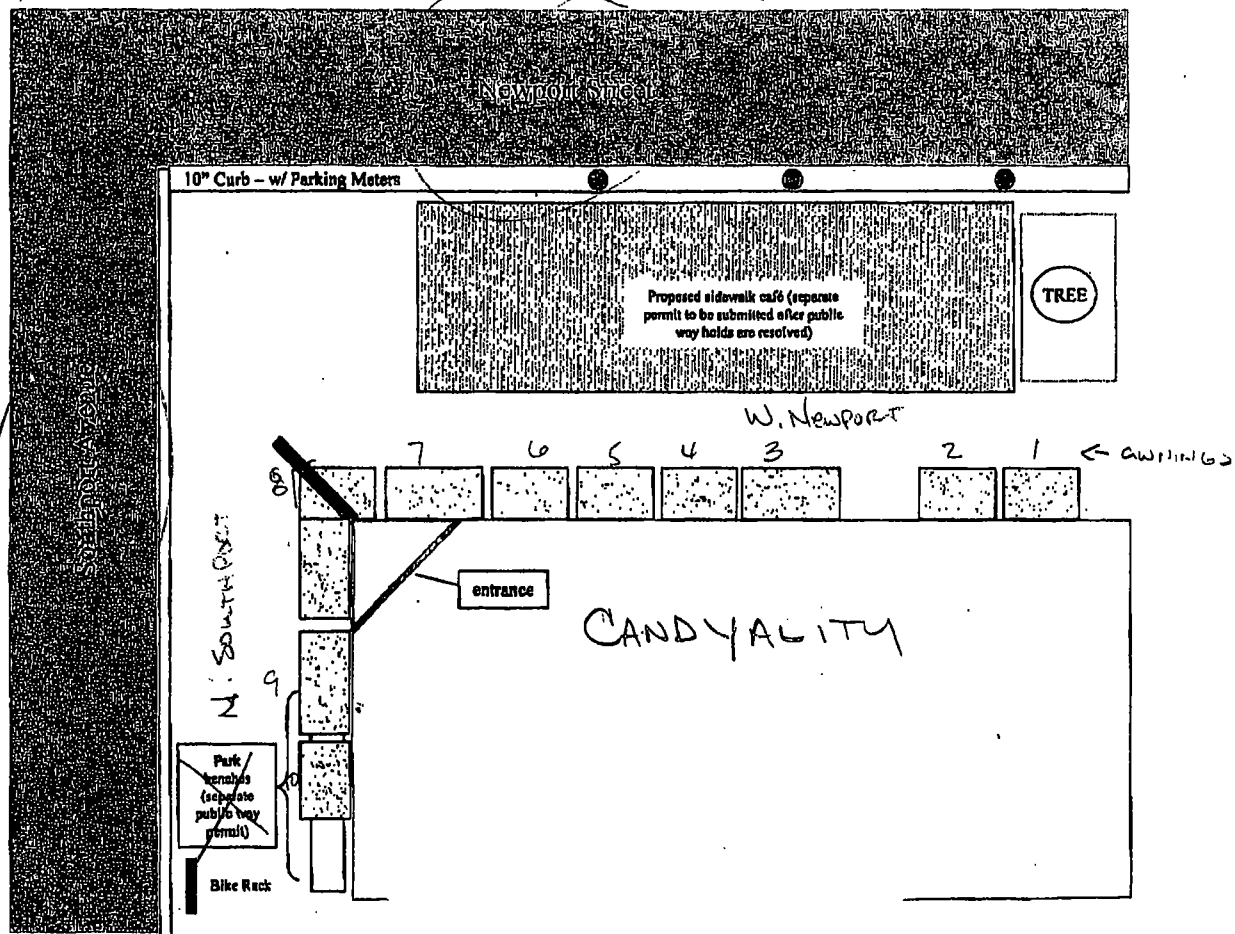 Newport Street
10" Curb – w/ Parking Meters
Proposed sidewalk café (separate
permit to be submitted after public
way holds are resolved)
TREE
W. NEWPORT
7 6 5 4 3 2 1 ← AWNINGS
8
Southport Avenue
N. SOUTHPORT
entrance
CANDYALITY
9
Park
benches
(separate
public way
permit)
10
Bike Rack